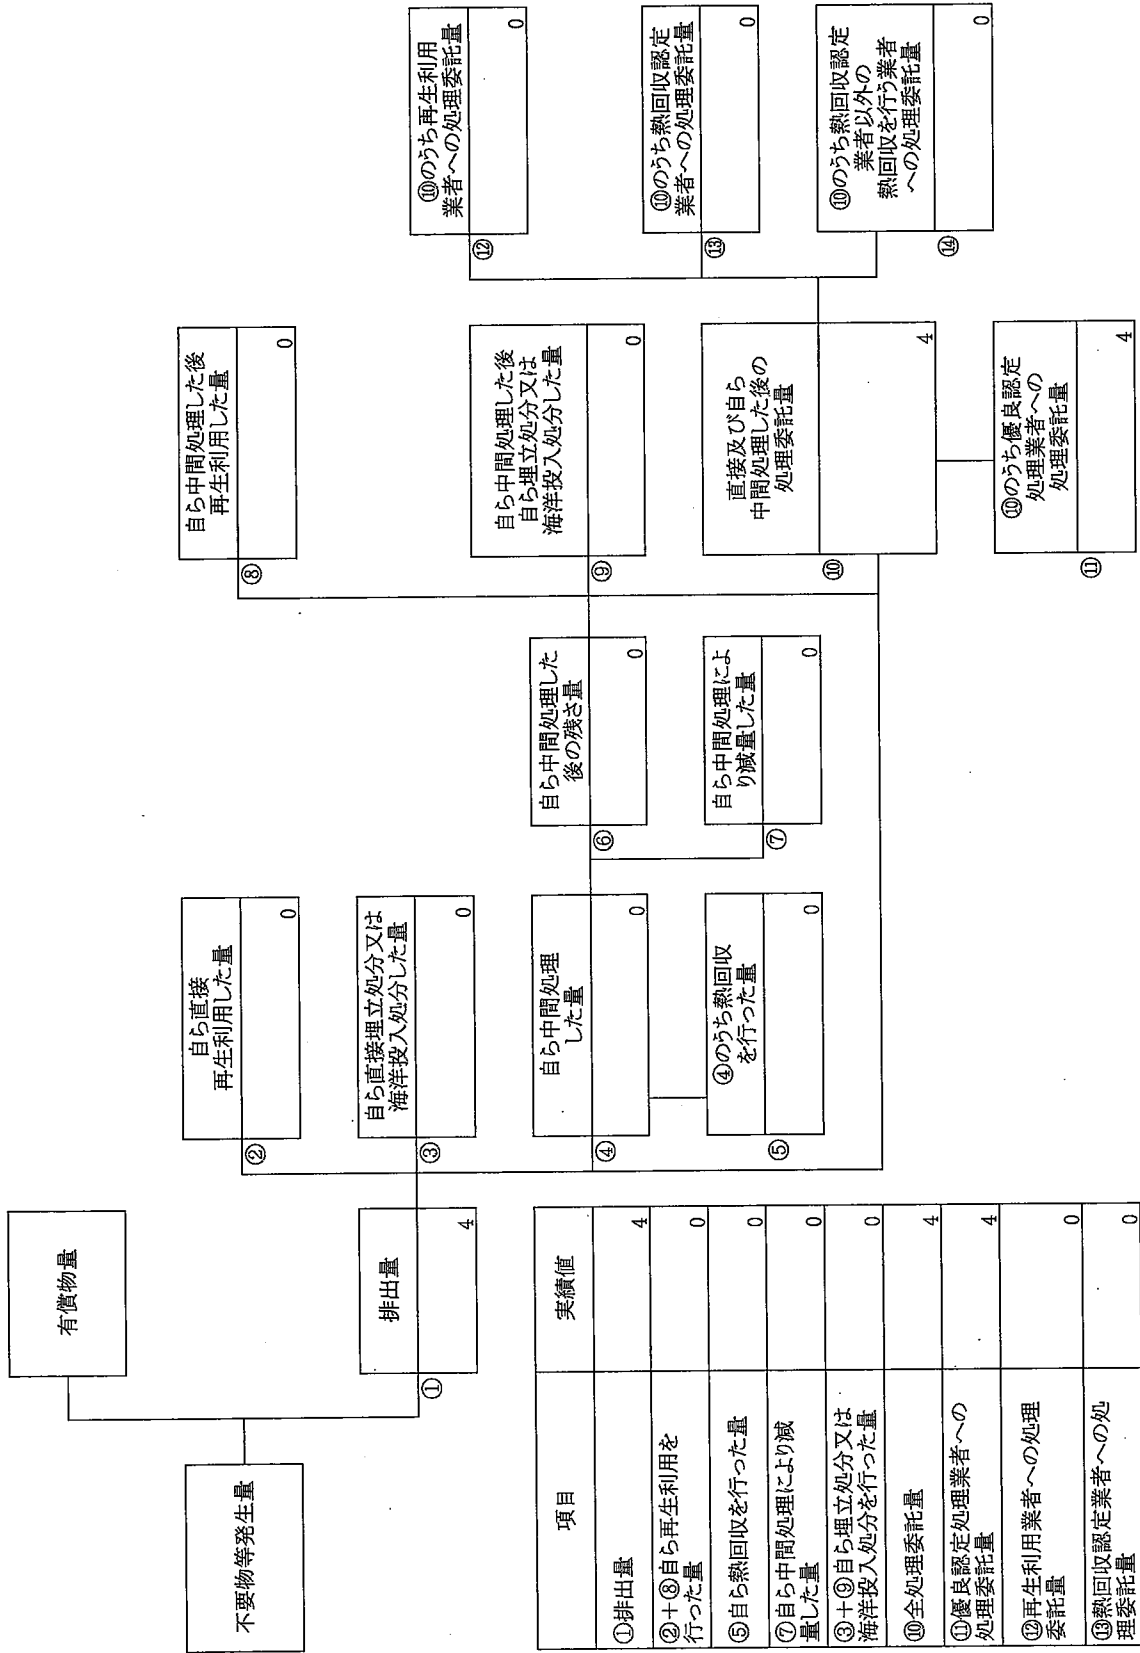 不要物等発生量
有償物量
①
排出量
4
②
自ら直接
再生利用した量
0
③
自ら直接埋立処分又は
海洋投入処分した量
0
④
自ら中間処理
した量
0
⑤
④のうち熱回収
を行った量
0
⑥
自ら中間処理した
後の残さ量
0
⑦
自ら中間処理によ
り減量した量
0
⑧
自ら中間処理した後
再生利用した量
0
⑨
自ら中間処理した後
自ら埋立処分又は
海洋投入処分した量
0
⑩
直接及び自ら
中間処理した後の
処理委託量
4
⑪
⑩のうち優良認定
処理業者への
処理委託量
4
⑫
⑩のうち再生利用
業者への処理委託量
0
⑬
⑩のうち熱回収認定
業者への処理委託量
0
⑭
⑩のうち熱回収認定
業者以外の
熱回収を行う業者
への処理委託量
0
項目 実績値
①排出量 4
②+⑧自ら再生利用を
行った量 0
⑤自ら熱回収を行った量 0
⑦自ら中間処理により減
量した量 0
③+⑨自ら埋立処分又は
海洋投入処分を行った量 0
⑩全処理委託量 4
⑪優良認定処理業者への
処理委託量 4
⑫再生利用業者への処理
委託量 0
⑬熱回収認定業者への処
理委託量 0